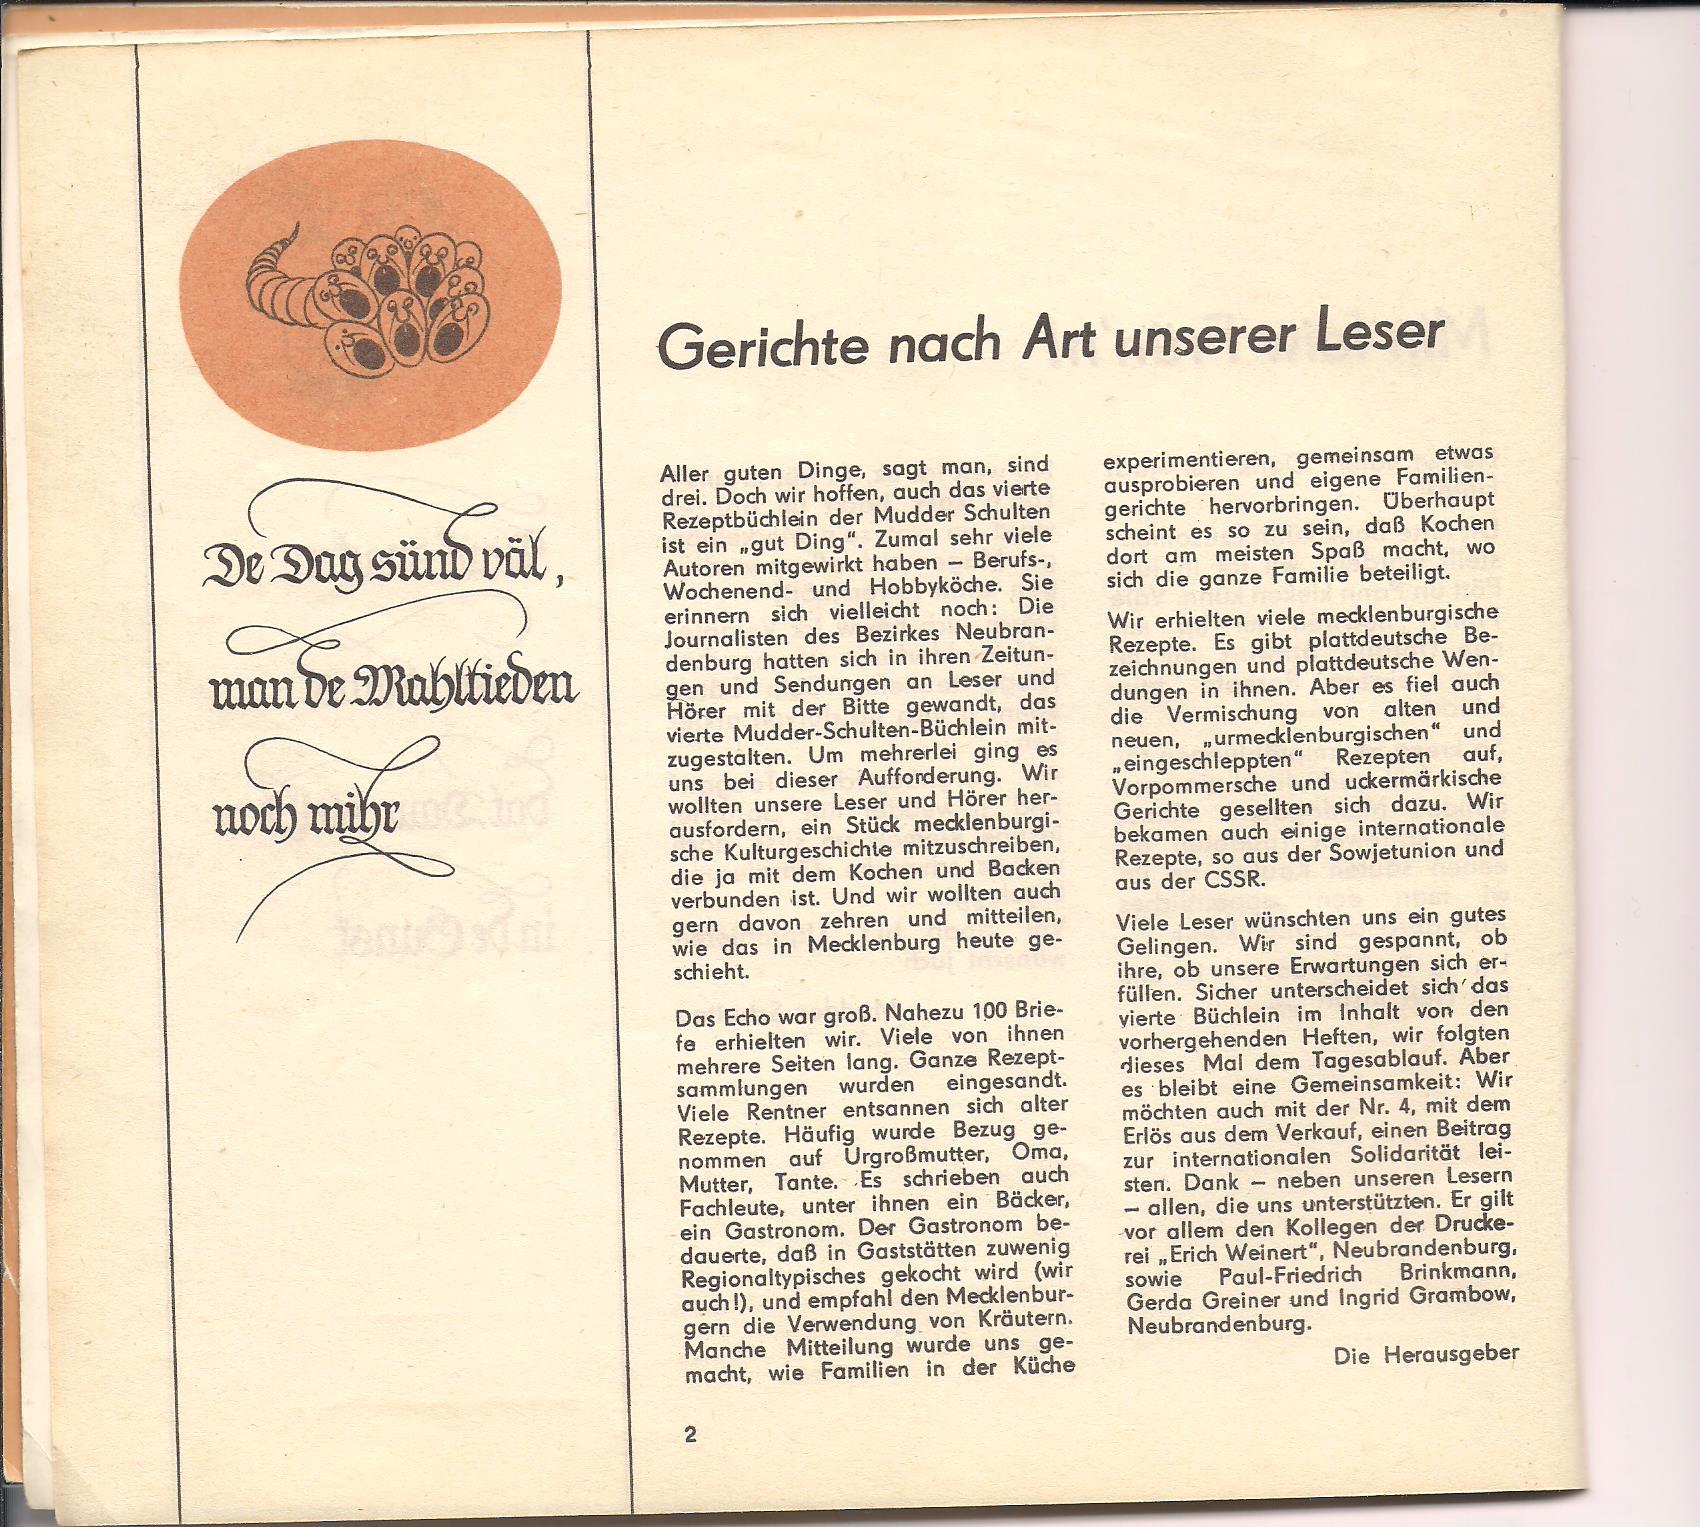 De Dag sünd väl,
man de Mahltieden
noch mihr
Gerichte nach Art unserer Leser
Aller guten Dinge, sagt man, sind
drei. Doch wir hoffen, auch das vierte
Rezeptbüchlein der Mudder Schulten
ist ein „gut Ding“. Zumal sehr viele
Autoren mitgewirkt haben – Berufs-,
Wochenend- und Hobbyköche. Sie
erinnern sich vielleicht noch: Die
Journalisten des Bezirkes Neubran-
denburg hatten sich in ihren Zeitun-
gen und Sendungen an Leser und
Hörer mit der Bitte gewandt, das
vierte Mudder-Schulten-Büchlein mit-
zugestalten. Um mehrerlei ging es
uns bei dieser Aufforderung. Wir
wollten unsere Leser und Hörer her-
ausfordern, ein Stück mecklenburgi-
sche Kulturgeschichte mitzuschreiben,
die ja mit dem Kochen und Backen
verbunden ist. Und wir wollten auch
gern davon zehren und mitteilen,
wie das in Mecklenburg heute ge-
schieht.
Das Echo war groß. Nahezu 100 Brie-
fe erhielten wir. Viele von ihnen
mehrere Seiten lang. Ganze Rezept-
sammlungen wurden eingesandt.
Viele Rentner entsannen sich alter
Rezepte. Häufig wurde Bezug ge-
nommen auf Urgroßmutter, Oma,
Mutter, Tante. Es schrieben auch
Fachleute, unter ihnen ein Bäcker,
ein Gastronom. Der Gastronom be-
dauerte, daß in Gaststätten zuwenig
Regionaltypisches gekocht wird (wir
auch!), und empfahl den Mecklenbur-
gern die Verwendung von Kräutern.
Manche Mitteilung wurde uns ge-
macht, wie Familien in der Küche
experimentieren, gemeinsam etwas
ausprobieren und eigene Familien-
gerichte hervorbringen. Überhaupt
scheint es so zu sein, daß Kochen
dort am meisten Spaß macht, wo
sich die ganze Familie beteiligt.
Wir erhielten viele mecklenburgische
Rezepte. Es gibt plattdeutsche Be-
zeichnungen und plattdeutsche Wen-
dungen in ihnen. Aber es fiel auch
die Vermischung von alten und
neuen, „urmecklenburgischen“ und
„eingeschleppten“ Rezepten auf,
Vorpommersche und uckermärkische
Gerichte gesellten sich dazu. Wir
bekamen auch einige internationale
Rezepte, so aus der Sowjetunion und
aus der CSSR.
Viele Leser wünschten uns ein gutes
Gelingen. Wir sind gespannt, ob
ihre, ob unsere Erwartungen sich er-
füllen. Sicher unterscheidet sich das
vierte Büchlein im Inhalt von den
vorhergehenden Heften, wir folgten
dieses Mal dem Tagesablauf. Aber
es bleibt eine Gemeinsamkeit: Wir
möchten auch mit der Nr. 4, mit dem
Erlös aus dem Verkauf, einen Beitrag
zur internationalen Solidarität lei-
sten. Dank – neben unseren Lesern
– allen, die uns unterstützten. Er gilt
vor allem den Kollegen der Drucke-
rei „Erich Weinert“, Neubrandenburg,
sowie Paul-Friedrich Brinkmann,
Gerda Greiner und Ingrid Grambow,
Neubrandenburg.
Die Herausgeber
2